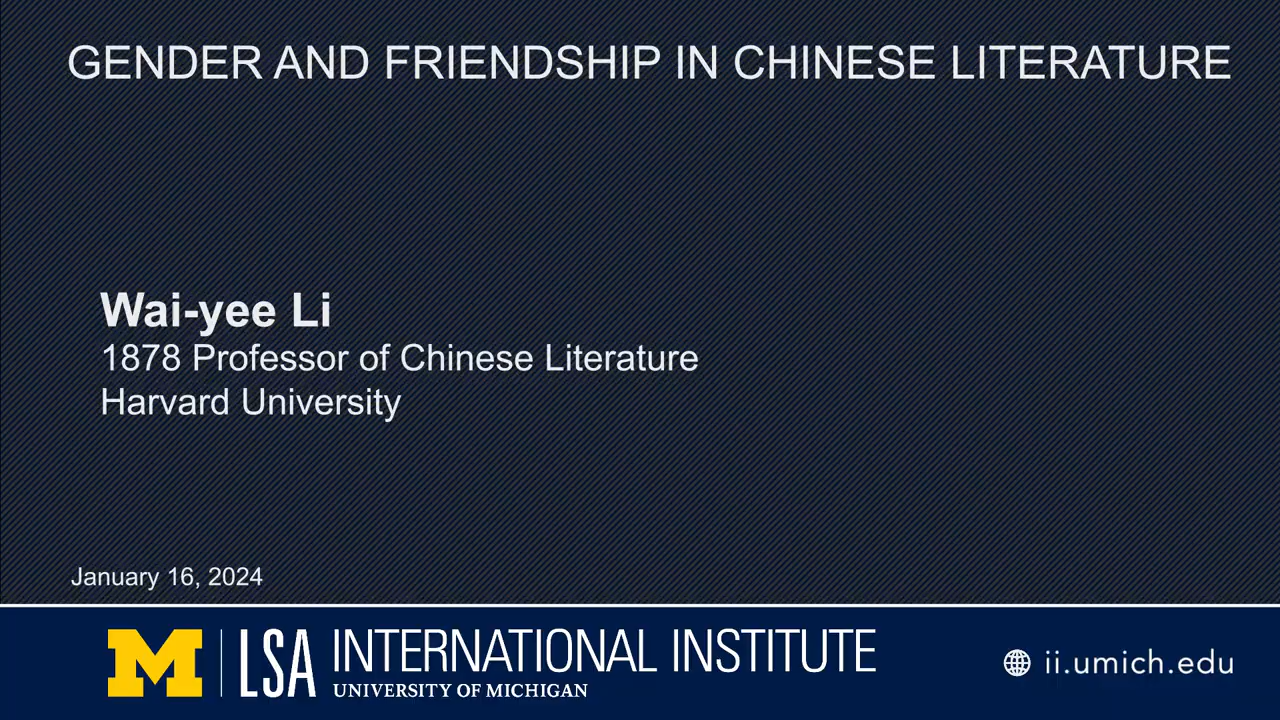 GENDER AND FRIENDSHIP IN CHINESE LITERATURE
Wai-yee Li
1878 Professor of Chinese Literature
Harvard University
January 16, 2024
M LSA INTERNATIONAL INSTITUTE
UNIVERSITY OF MICHIGAN
ii.umich.edu